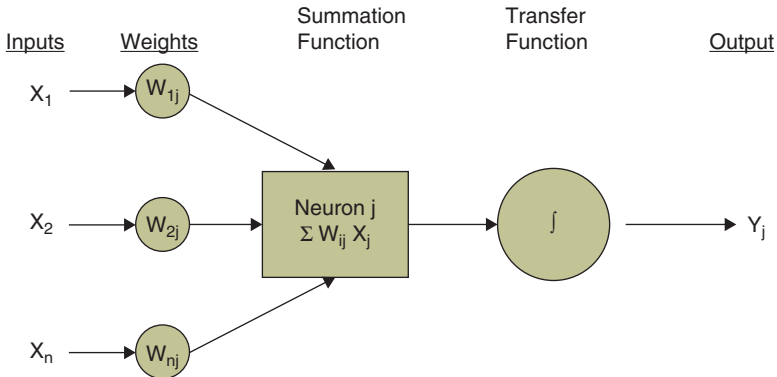 Summation Function
Transfer Function
Inputs
Weights
Output
X₁
W₁ⱼ
X₂
W₂ⱼ
Neuron j
Σ Wᵢⱼ Xⱼ
∫
Yⱼ
Xₙ
Wₙⱼ